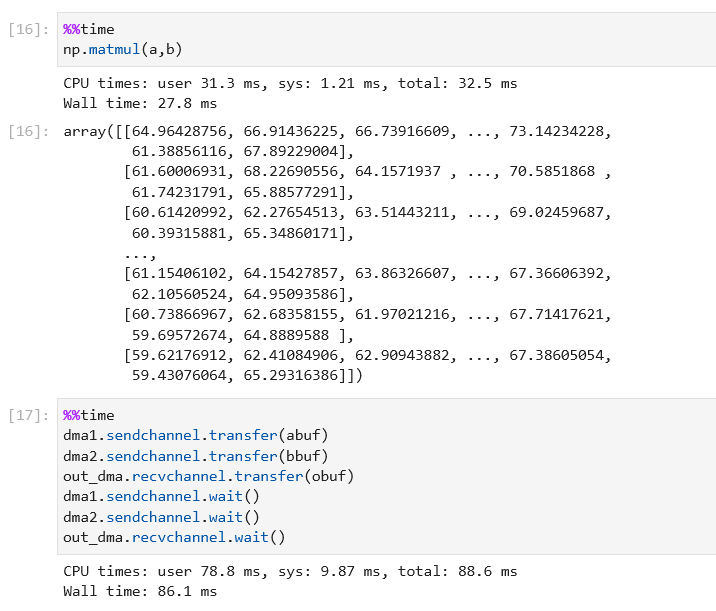 [16]: %%time
np.matmul(a,b)
CPU times: user 31.3 ms, sys: 1.21 ms, total: 32.5 ms
Wall time: 27.8 ms
[16]: array([[64.96428756, 66.91436225, 66.73916609, ..., 73.14234228,
61.38856116, 67.89229004],
[61.60006931, 68.22690556, 64.1571937 , ..., 70.5851868 ,
61.74231791, 65.88577291],
[60.61420992, 62.27654513, 63.51443211, ..., 69.02459687,
60.39315881, 65.34860171],
...,
[61.15406102, 64.15427857, 63.86326607, ..., 67.36606392,
62.10560524, 64.95093586],
[60.73866967, 62.68358155, 61.97021216, ..., 67.71417621,
59.69572674, 64.8889588 ],
[59.62176912, 62.41084906, 62.90943882, ..., 67.38605054,
59.43076064, 65.29316386]])
[17]: %%time
dma1.sendchannel.transfer(abuf)
dma2.sendchannel.transfer(bbuf)
out_dma.recvchannel.transfer(obuf)
dma1.sendchannel.wait()
dma2.sendchannel.wait()
out_dma.recvchannel.wait()
CPU times: user 78.8 ms, sys: 9.87 ms, total: 88.6 ms
Wall time: 86.1 ms